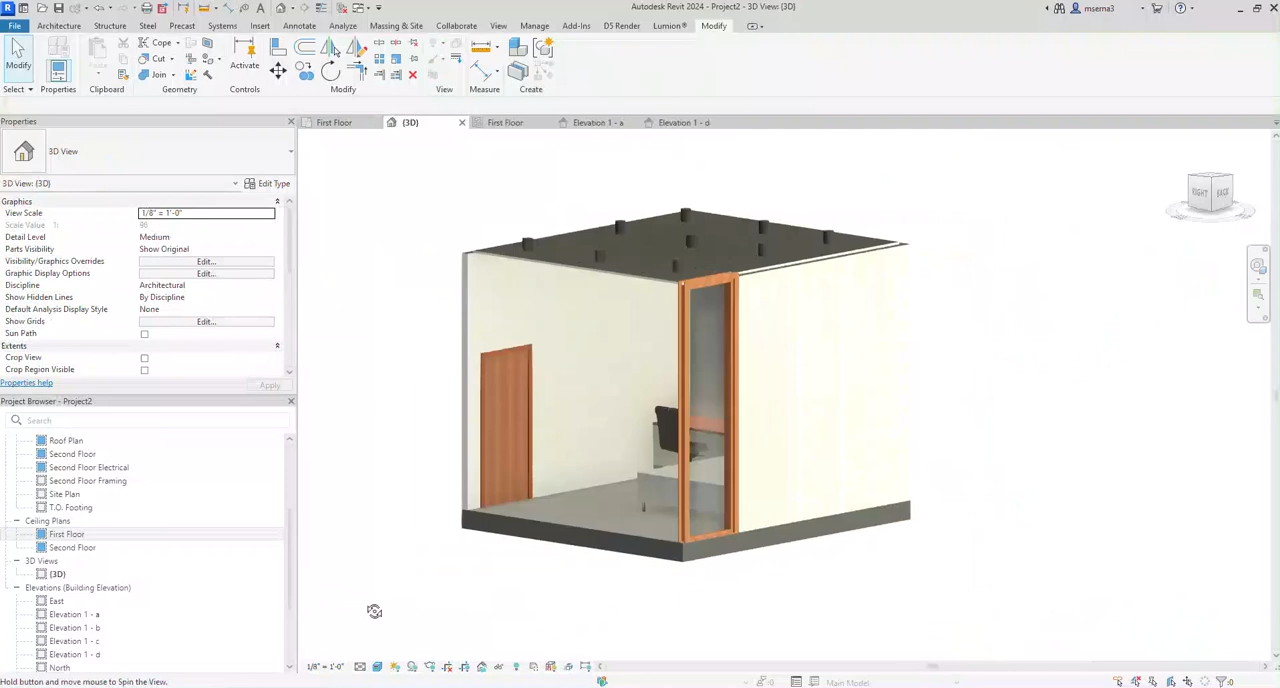 Autodesk Revit 2024 - Project2 - 3D View: (3D)
mserna3
File Architecture Structure Steel Precast Systems Insert Annotate Analyze Massing & Site Collaborate View Manage Add-Ins D5 Render Lumion® Modify
Modify
Properties
Cope
Cut
Join
Activate
Select Properties Clipboard Geometry Controls Modify View Measure Create
Properties
First Floor (3D) First Floor Elevation 1 - a Elevation 1 - d
3D View
3D View: (3D) Edit Type
Graphics
View Scale 1/8" = 1'-0"
Scale Value 1: 96
Detail Level Medium
Parts Visibility Show Original
Visibility/Graphics Overrides Edit...
Graphic Display Options Edit...
Discipline Architectural
Show Hidden Lines By Discipline
Default Analysis Display Style None
Show Grids Edit...
Sun Path
Extents
Crop View
Crop Region Visible
Properties help Apply
Project Browser - Project2
Search
Roof Plan
Second Floor
Second Floor Electrical
Second Floor Framing
Site Plan
T.O. Footing
Ceiling Plans
First Floor
Second Floor
3D Views
(3D)
Elevations (Building Elevation)
East
Elevation 1 - a
Elevation 1 - b
Elevation 1 - c
Elevation 1 - d
North
RIGHT BACK
1/8" = 1'-0"
Hold button and move mouse to Spin the View.
:0
Main Model
:0